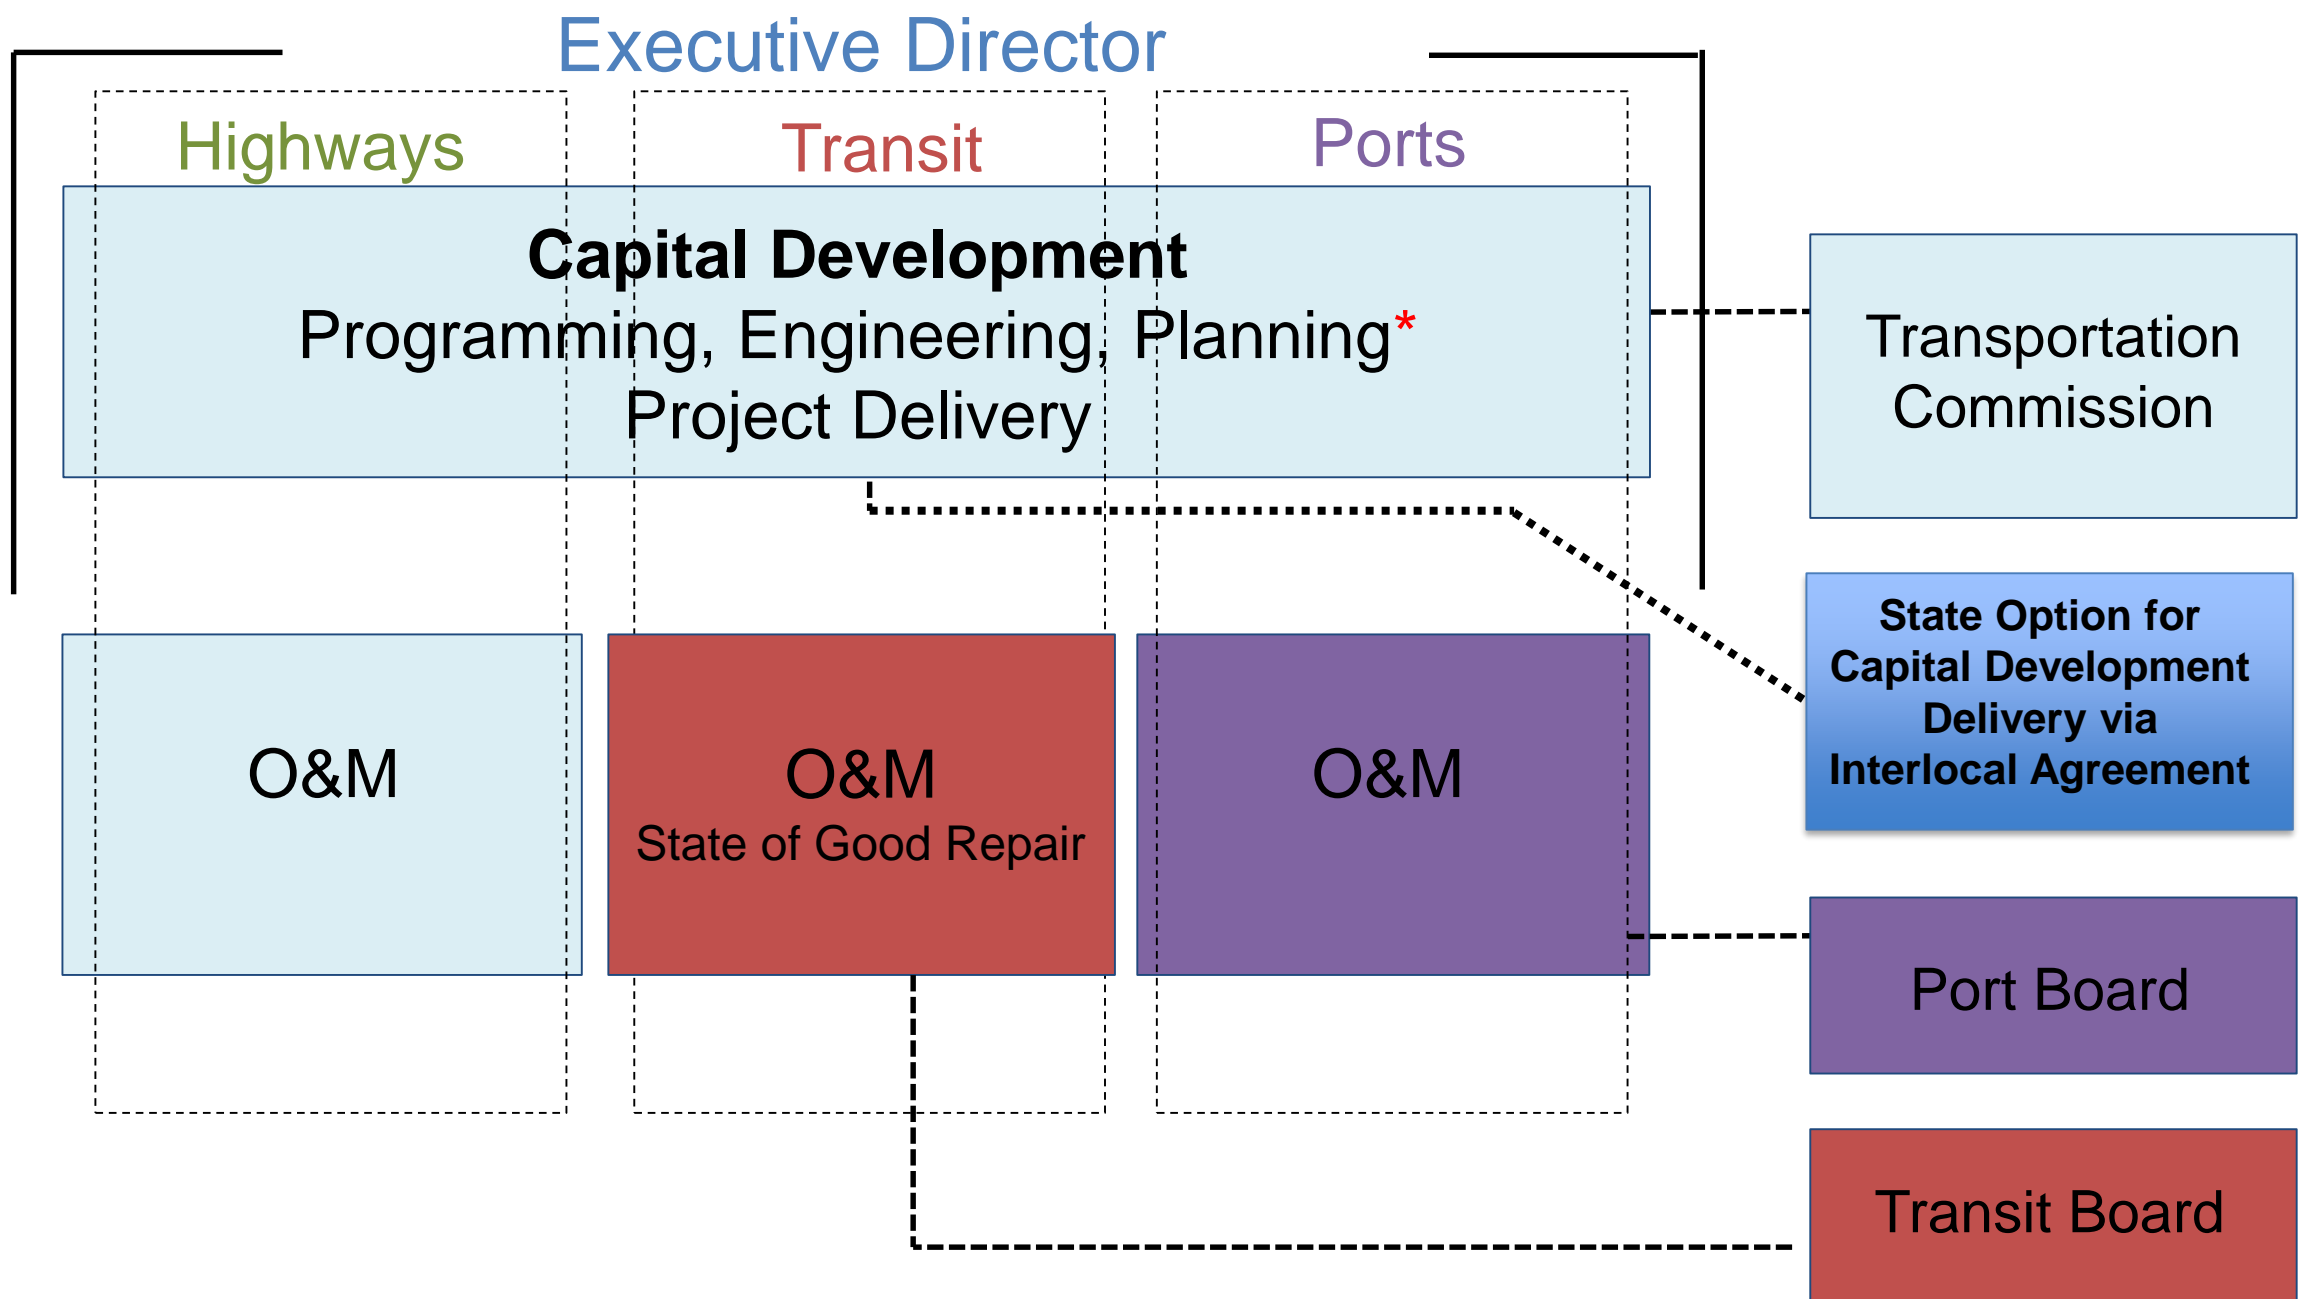 Executive Director
Highways
Transit
Ports
Capital Development
Programming, Engineering, Planning*
Project Delivery
Transportation
Commission
State Option for
Capital Development
Delivery via
Interlocal Agreement
O&M
O&M
State of Good Repair
O&M
Port Board
Transit Board